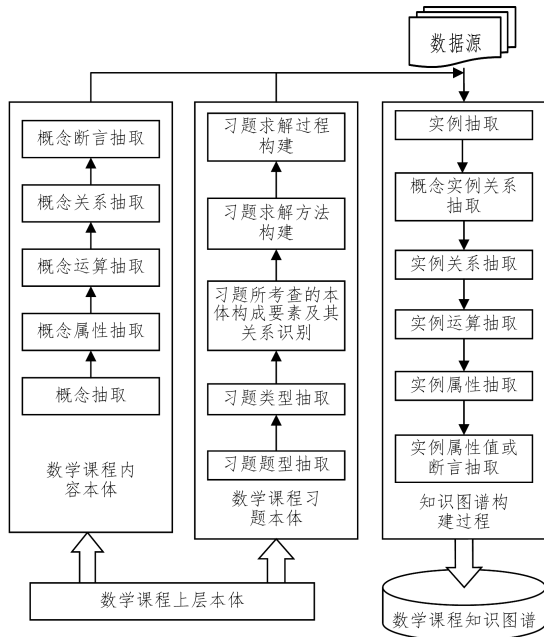 数据源
概念断言抽取
概念关系抽取
概念运算抽取
概念属性抽取
概念抽取
数学课程内
容本体
习题求解过程
构建
习题求解方法
构建
习题所考查的本
体构成要素及其
关系识别
习题类型抽取
习题题型抽取
数学课程习
题本体
实例抽取
概念实例关系
抽取
实例关系抽取
实例运算抽取
实例属性抽取
实例属性值或
断言抽取
知识图谱构
建过程
数学课程上层本体
数学课程知识图谱